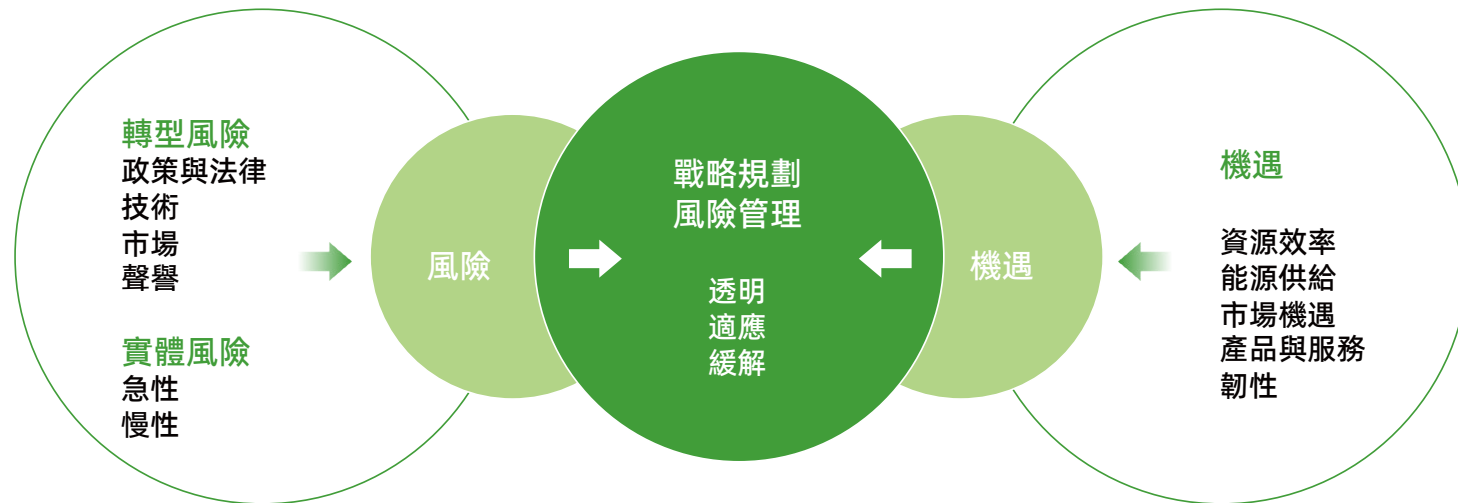 轉型風險
政策與法律
技術
市場
聲譽
實體風險
急性
慢性
風險
戰略規劃
風險管理
透明
適應
緩解
機遇
機遇
資源效率
能源供給
市場機遇
產品與服務
韌性